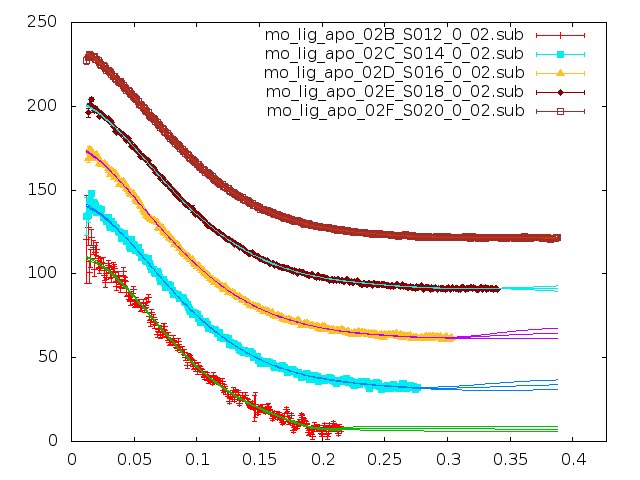 250
200
150
100
50
0
mo_lig_apo_02B_S012_0_02.sub
mo_lig_apo_02C_S014_0_02.sub
mo_lig_apo_02D_S016_0_02.sub
mo_lig_apo_02E_S018_0_02.sub
mo_lig_apo_02F_S020_0_02.sub
0 0.05 0.1 0.15 0.2 0.25 0.3 0.35 0.4